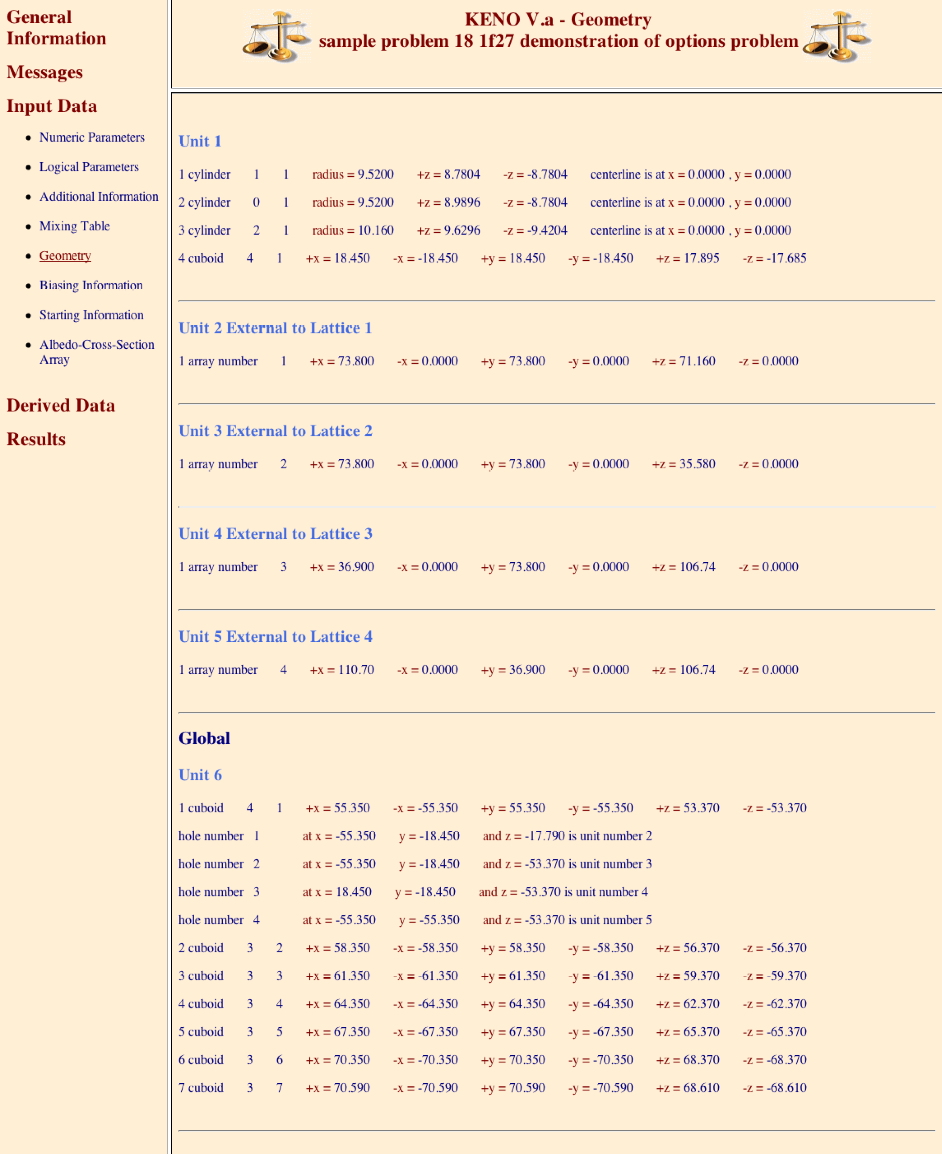 General
Information
Messages
Input Data
Numeric Parameters
Logical Parameters
Additional Information
Mixing Table
Geometry
Biasing Information
Starting Information
Albedo-Cross-Section
Array
Derived Data
Results
KENO V.a - Geometry
sample problem 18 1f27 demonstration of options problem
Unit 1
1 cylinder 1 1 radius = 9.5200 +z = 8.7804 -z = -8.7804 centerline is at x = 0.0000 , y = 0.0000
2 cylinder 0 1 radius = 9.5200 +z = 8.9896 -z = -8.7804 centerline is at x = 0.0000 , y = 0.0000
3 cylinder 2 1 radius = 10.160 +z = 9.6296 -z = -9.4204 centerline is at x = 0.0000 , y = 0.0000
4 cuboid 4 1 +x = 18.450 -x = -18.450 +y = 18.450 -y = -18.450 +z = 17.895 -z = -17.685
Unit 2 External to Lattice 1
1 array number 1 +x = 73.800 -x = 0.0000 +y = 73.800 -y = 0.0000 +z = 71.160 -z = 0.0000
Unit 3 External to Lattice 2
1 array number 2 +x = 73.800 -x = 0.0000 +y = 73.800 -y = 0.0000 +z = 35.580 -z = 0.0000
Unit 4 External to Lattice 3
1 array number 3 +x = 36.900 -x = 0.0000 +y = 73.800 -y = 0.0000 +z = 106.74 -z = 0.0000
Unit 5 External to Lattice 4
1 array number 4 +x = 110.70 -x = 0.0000 +y = 36.900 -y = 0.0000 +z = 106.74 -z = 0.0000
Global
Unit 6
1 cuboid 4 1 +x = 55.350 -x = -55.350 +y = 55.350 -y = -55.350 +z = 53.370 -z = -53.370
hole number 1 at x = -55.350 y = -18.450 and z = -17.790 is unit number 2
hole number 2 at x = -55.350 y = -18.450 and z = -53.370 is unit number 3
hole number 3 at x = 18.450 y = -18.450 and z = -53.370 is unit number 4
hole number 4 at x = -55.350 y = -55.350 and z = -53.370 is unit number 5
2 cuboid 3 2 +x = 58.350 -x = -58.350 +y = 58.350 -y = -58.350 +z = 56.370 -z = -56.370
3 cuboid 3 3 +x = 61.350 -x = -61.350 +y = 61.350 -y = -61.350 +z = 59.370 -z = -59.370
4 cuboid 3 4 +x = 64.350 -x = -64.350 +y = 64.350 -y = -64.350 +z = 62.370 -z = -62.370
5 cuboid 3 5 +x = 67.350 -x = -67.350 +y = 67.350 -y = -67.350 +z = 65.370 -z = -65.370
6 cuboid 3 6 +x = 70.350 -x = -70.350 +y = 70.350 -y = -70.350 +z = 68.370 -z = -68.370
7 cuboid 3 7 +x = 70.590 -x = -70.590 +y = 70.590 -y = -70.590 +z = 68.610 -z = -68.610